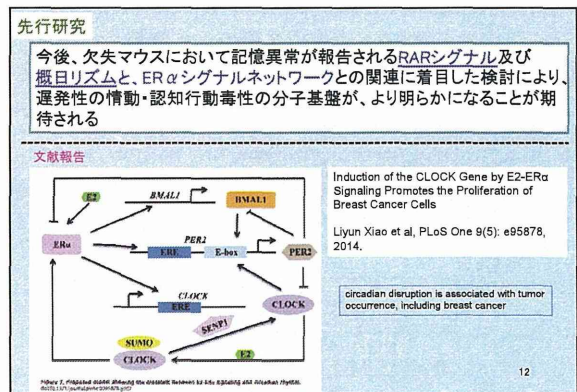 先行研究
今後、欠失マウスにおいて記憶異常が報告されるRARシグナル及び
概日リズムと、ERαシグナルネットワークとの関連に着目した検討により、
遅発性の情動・認知行動毒性の分子基盤が、より明らかになることが期
待される
文献報告
E2
BMAL1
BMAL1
ERα
PER2
ERE
E-box
PER2
CLOCK
ERE
CLOCK
SENP1
SUMO
CLOCK
E2
Induction of the CLOCK Gene by E2-ERα
Signaling Promotes the Proliferation of
Breast Cancer Cells
Liyun Xiao et al, PLoS One 9(5): e95878,
2014.
circadian disruption is associated with tumor
occurrence, including breast cancer
12